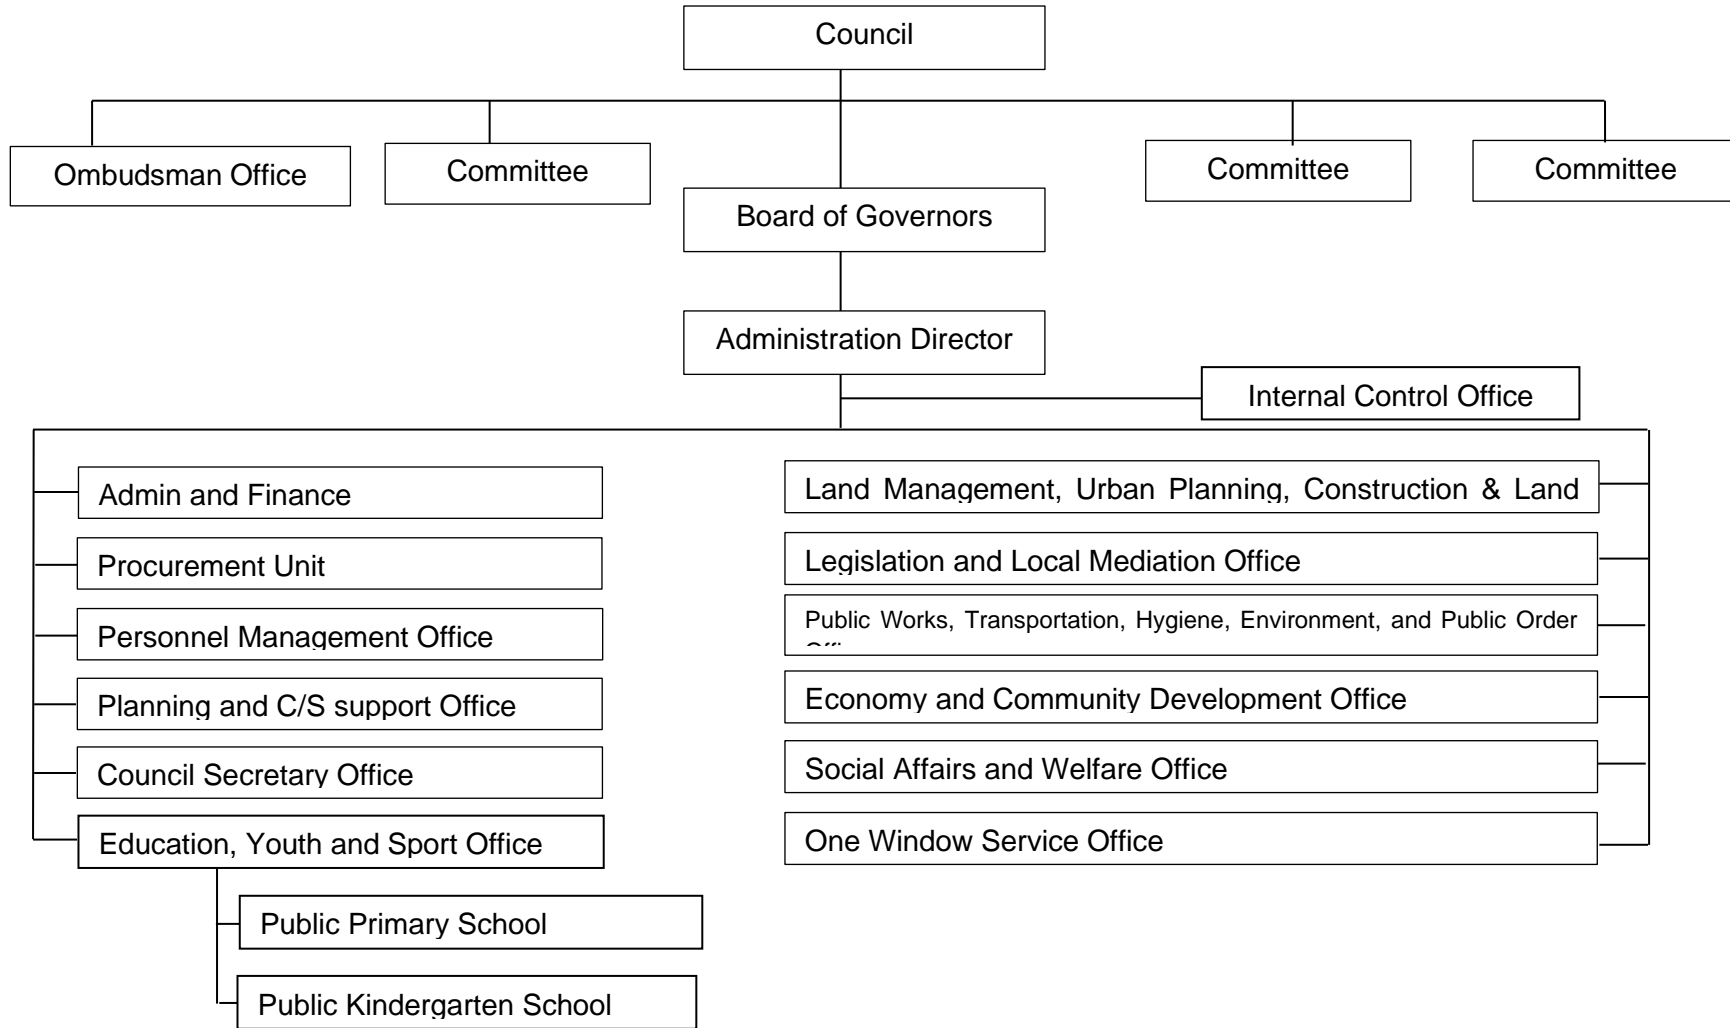 Council
Ombudsman Office
Committee
Committee
Committee
Board of Governors
Administration Director
Internal Control Office
Admin and Finance
Procurement Unit
Personnel Management Office
Planning and C/S support Office
Council Secretary Office
Education, Youth and Sport Office
Public Primary School
Public Kindergarten School
Land Management, Urban Planning, Construction & Land
Legislation and Local Mediation Office
Public Works, Transportation, Hygiene, Environment, and Public Order
Economy and Community Development Office
Social Affairs and Welfare Office
One Window Service Office